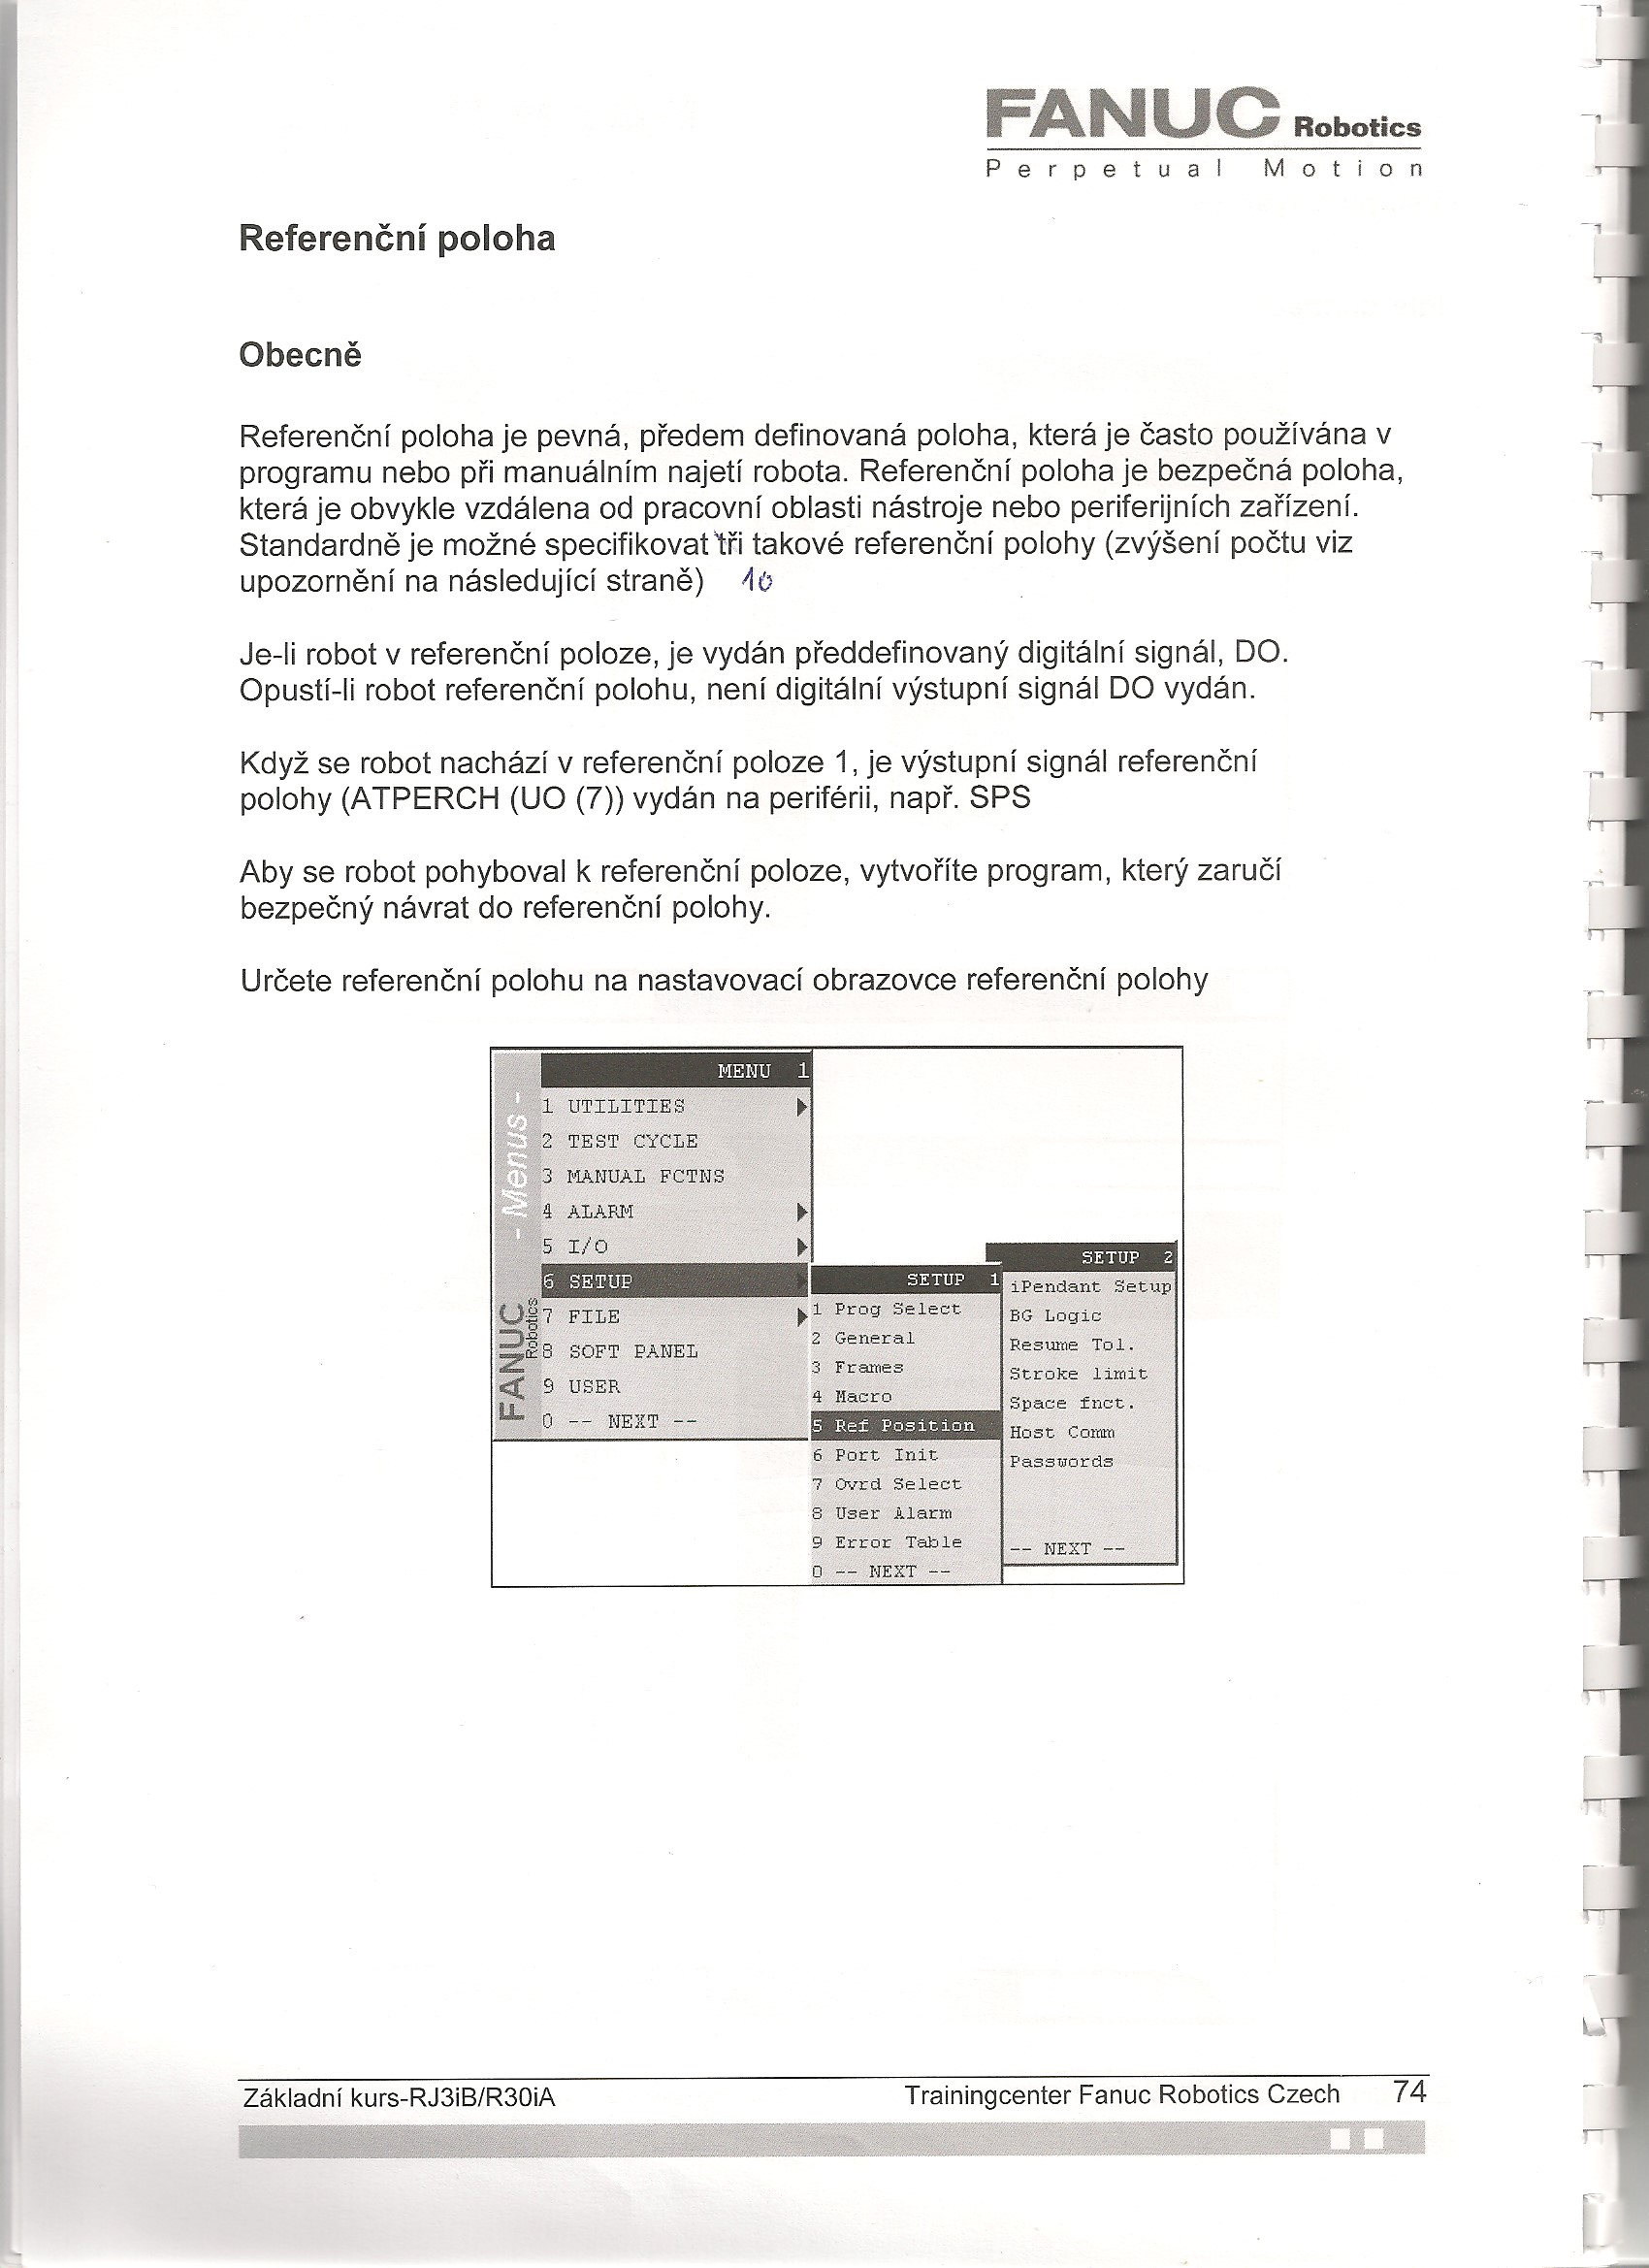 FANUC Robotics
Perpetual Motion
Referenční poloha
Obecně
Referenční poloha je pevná, předem definovaná poloha, která je často používána v
programu nebo při manuálním najetí robota. Referenční poloha je bezpečná poloha,
která je obvykle vzdálena od pracovní oblasti nástroje nebo periferijních zařízení.
Standardně je možné specifikovat tři takové referenční polohy (zvýšení počtu viz
upozornění na následující straně) 10
Je-li robot v referenční poloze, je vydán předdefinovaný digitální signál, DO.
Opustí-li robot referenční polohu, není digitální výstupní signál DO vydán.
Když se robot nachází v referenční poloze 1, je výstupní signál referenční
polohy (ATPERCH (UO (7)) vydán na periférii, např. SPS
Aby se robot pohyboval k referenční poloze, vytvoříte program, který zaručí
bezpečný návrat do referenční polohy.
Určete referenční polohu na nastavovací obrazovce referenční polohy
- Menus -
FANUC
Robotics
MENU 1
1 UTILITIES
2 TEST CYCLE
3 MANUAL FCTNS
4 ALARM
5 I/O
6 SETUP
7 FILE
8 SOFT PANEL
9 USER
0 -- NEXT --
SETUP 1
1 Prog Select
2 General
3 Frames
4 Macro
5 Ref Position
6 Port Init
7 Ovrd Select
8 User Alarm
9 Error Table
0 -- NEXT --
SETUP 2
iPendant Setup
BG Logic
Resume Tol.
Stroke limit
Space fnct.
Host Comm
Passwords
-- NEXT --
Základní kurs-RJ3iB/R30iA
Trainingcenter Fanuc Robotics Czech 74